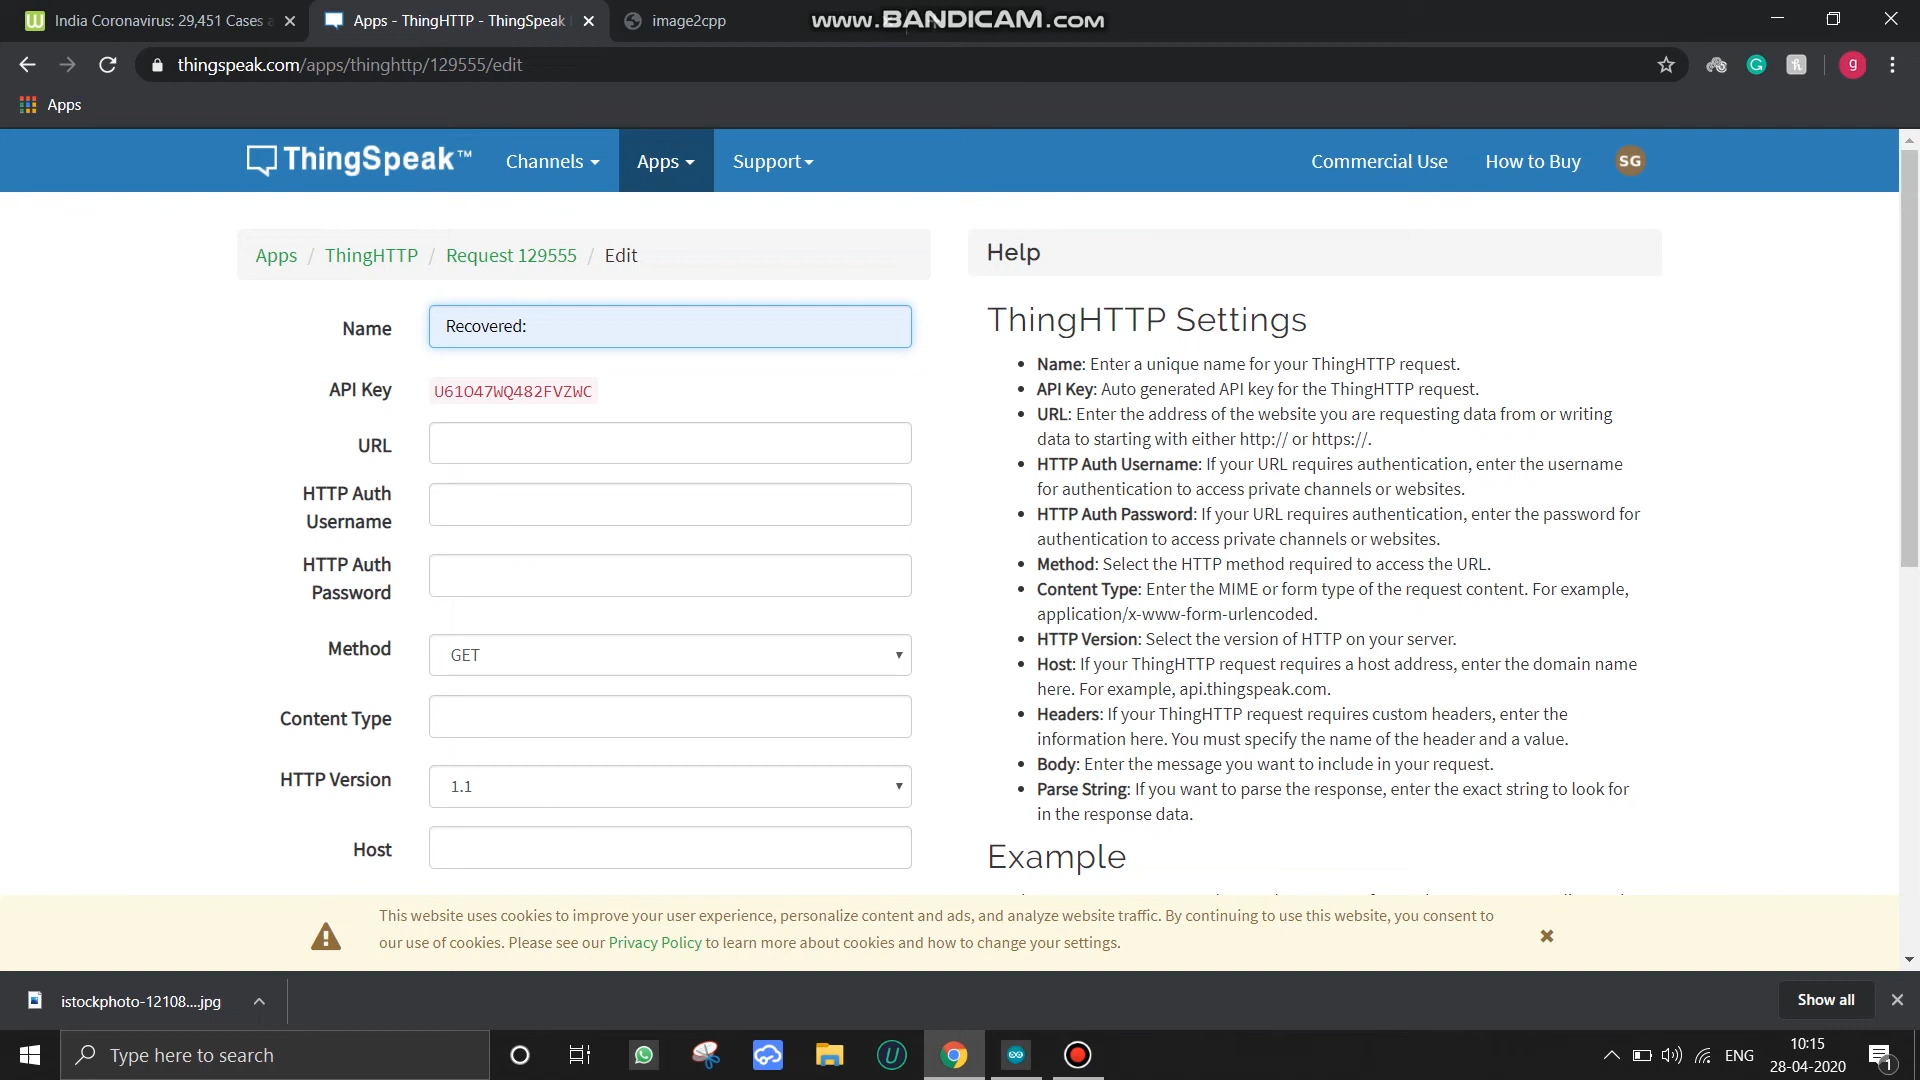 India Coronavirus: 29,451 Cases
Apps - ThingHTTP - ThingSpeak
image2cpp
www.BANDICAM.com
thingspeak.com/apps/thinghttp/129555/edit
g
Apps
ThingSpeak™
Channels
Apps
Support
Commercial Use
How to Buy
SG
Apps / ThingHTTP / Request 129555 / Edit
Name
Recovered:
API Key
U61O47WQ482FVZWC
URL
HTTP Auth
Username
HTTP Auth
Password
Method
GET
Content Type
HTTP Version
1.1
Host
Help
ThingHTTP Settings
• Name: Enter a unique name for your ThingHTTP request.
• API Key: Auto generated API key for the ThingHTTP request.
• URL: Enter the address of the website you are requesting data from or writing
data to starting with either http:// or https://.
• HTTP Auth Username: If your URL requires authentication, enter the username
for authentication to access private channels or websites.
• HTTP Auth Password: If your URL requires authentication, enter the password for
authentication to access private channels or websites.
• Method: Select the HTTP method required to access the URL.
• Content Type: Enter the MIME or form type of the request content. For example,
application/x-www-form-urlencoded.
• HTTP Version: Select the version of HTTP on your server.
• Host: If your ThingHTTP request requires a host address, enter the domain name
here. For example, api.thingspeak.com.
• Headers: If your ThingHTTP request requires custom headers, enter the
information here. You must specify the name of the header and a value.
• Body: Enter the message you want to include in your request.
• Parse String: If you want to parse the response, enter the exact string to look for
in the response data.
Example
This website uses cookies to improve your user experience, personalize content and ads, and analyze website traffic. By continuing to use this website, you consent to
our use of cookies. Please see our Privacy Policy to learn more about cookies and how to change your settings.
istockphoto-12108....jpg
Show all
Type here to search
ENG
10:15
28-04-2020
1